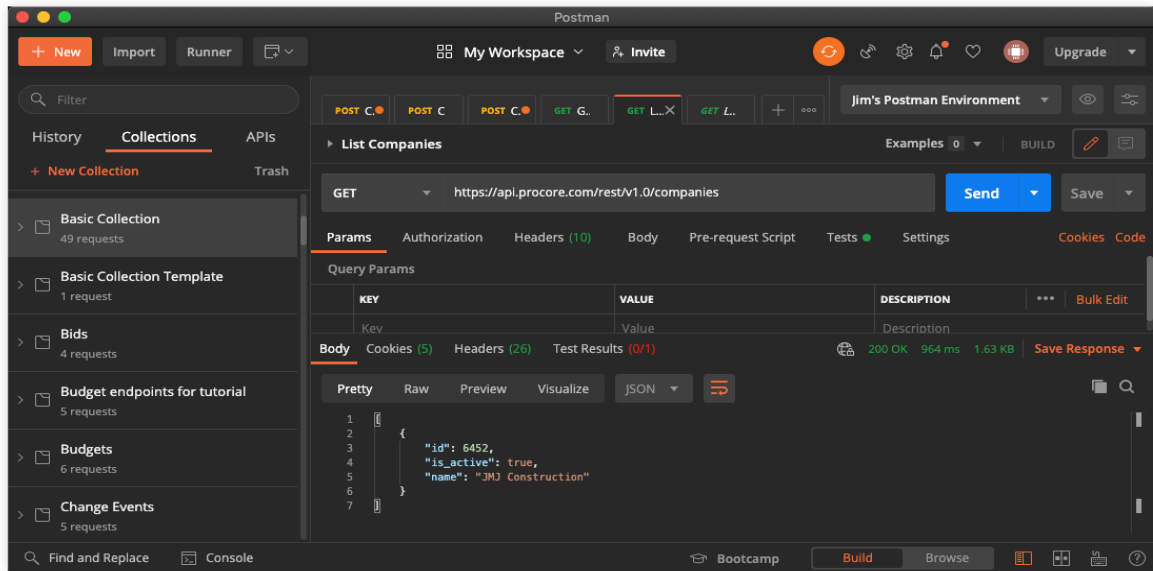 Postman
+ New Import Runner My Workspace Invite Upgrade
Filter
History Collections APIs
+ New Collection Trash
Basic Collection
49 requests
Basic Collection Template
1 request
Bids
4 requests
Budget endpoints for tutorial
5 requests
Budgets
6 requests
Change Events
5 requests
POST C. POST C POST C. GET G.. GET L... GET L.. + Jim's Postman Environment
List Companies Examples 0 BUILD
GET https://api.procore.com/rest/v1.0/companies Send Save
Params Authorization Headers (10) Body Pre-request Script Tests Settings Cookies Code
Query Params
KEY VALUE DESCRIPTION Bulk Edit
Key Value Description
Body Cookies (5) Headers (26) Test Results (0/1) 200 OK 964 ms 1.63 KB Save Response
Pretty Raw Preview Visualize JSON
1 [
2 {
3 "id": 6452,
4 "is_active": true,
5 "name": "JMJ Construction"
6 }
7 ]
Find and Replace Console Bootcamp Build Browse